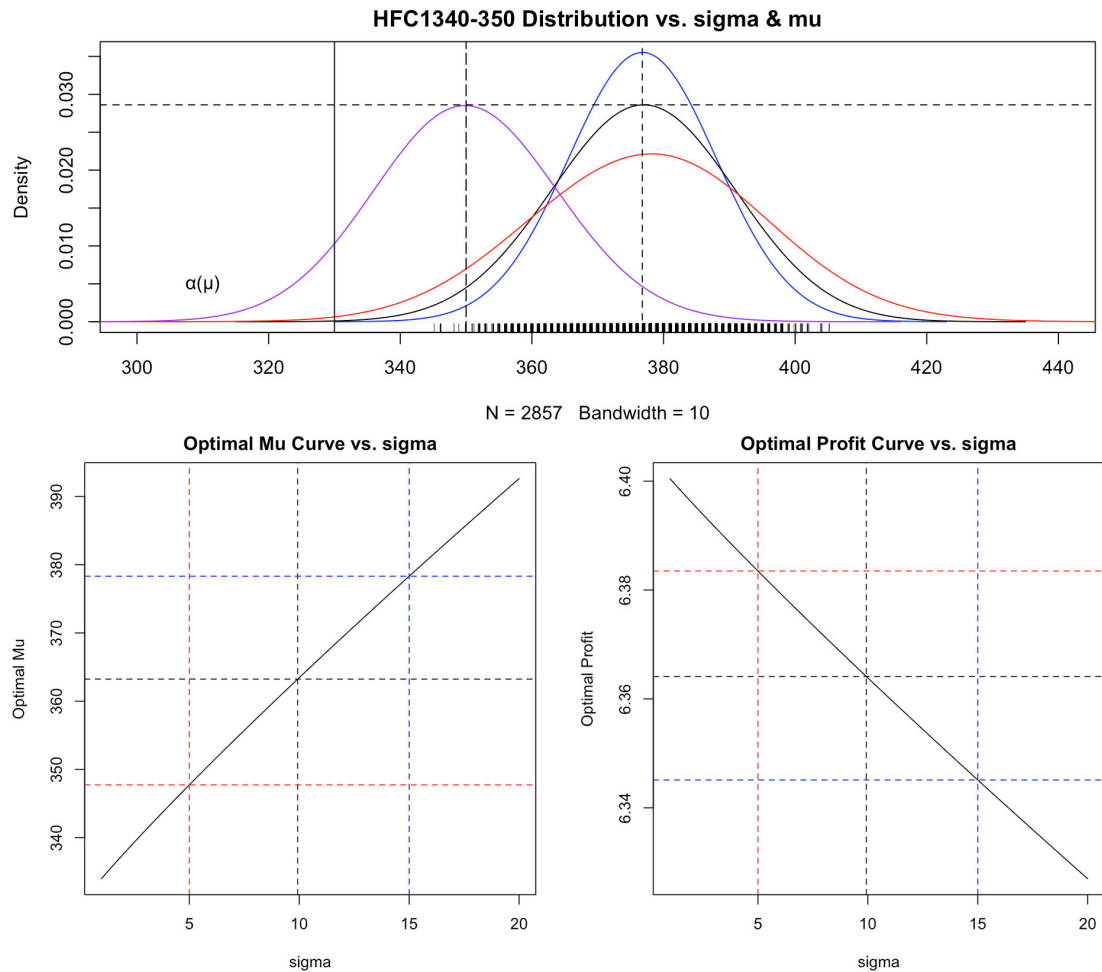 HFC1340-350 Distribution vs. sigma & mu
Density
0.030
0.020
0.010
0.000
α(μ)
300 320 340 360 380 400 420 440
N = 2857 Bandwidth = 10
Optimal Mu Curve vs. sigma
Optimal Mu
390
380
370
360
350
340
5 10 15 20
sigma
Optimal Profit Curve vs. sigma
Optimal Profit
6.40
6.38
6.36
6.34
5 10 15 20
sigma